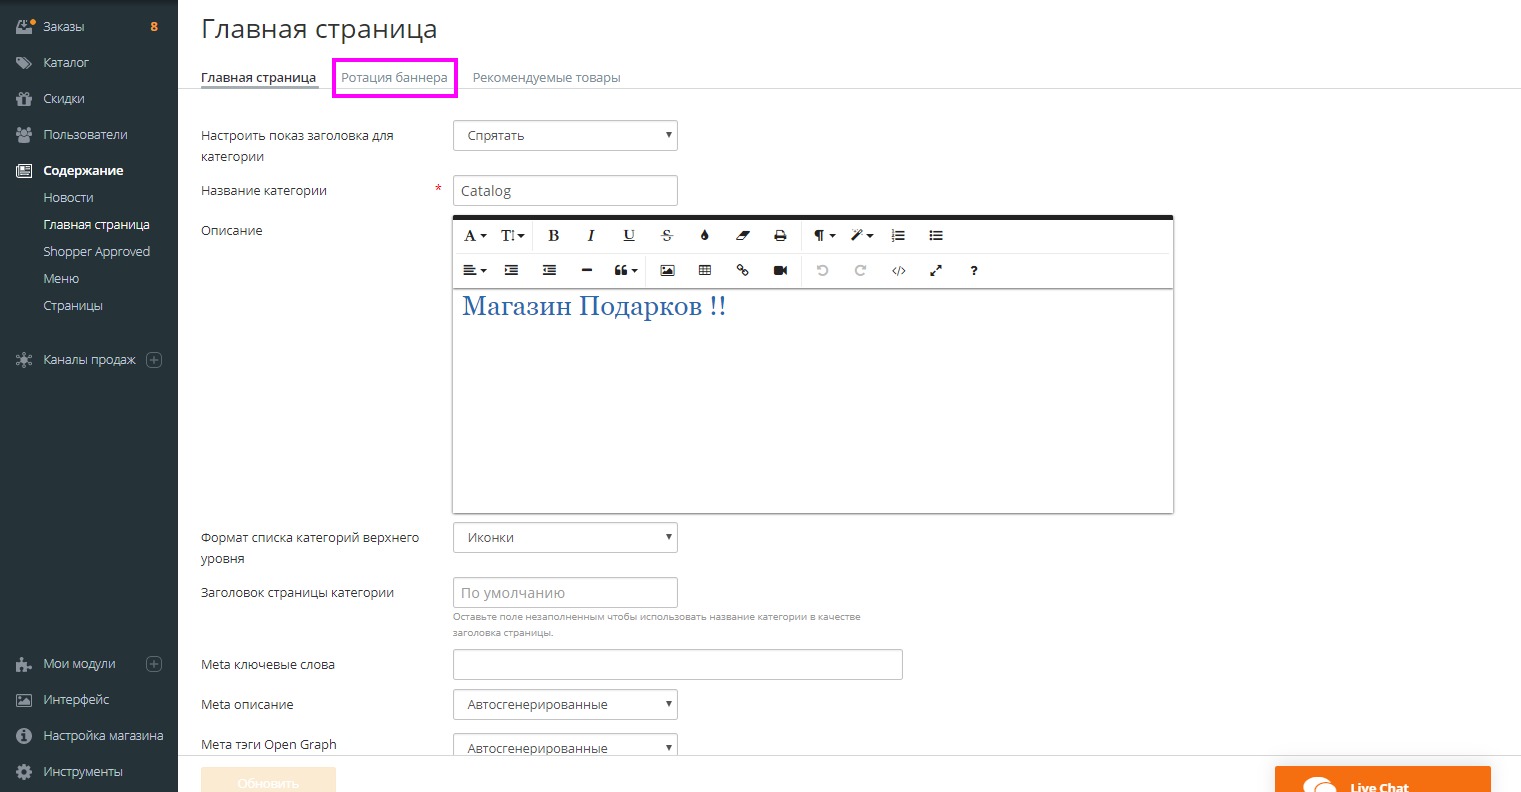 Заказы
8
Каталог
Скидки
Пользователи
Содержание
Новости
Главная страница
Shopper Approved
Меню
Страницы
Каналы продаж
Мои модули
Интерфейс
Настройка магазина
Инструменты
Главная страница
Главная страница
Ротация баннера
Рекомендуемые товары
Настроить показ заголовка для
категории
Спрятать
Название категории
*
Catalog
Описание
Магазин Подарков !!
Формат списка категорий верхнего
уровня
Иконки
Заголовок страницы категории
По умолчанию
Оставьте поле незаполненным чтобы использовать название категории в качестве
заголовка страницы.
Meta ключевые слова
Meta описание
Автосгенерированные
Мета тэги Open Graph
Автосгенерированные
Обновить
Live Chat